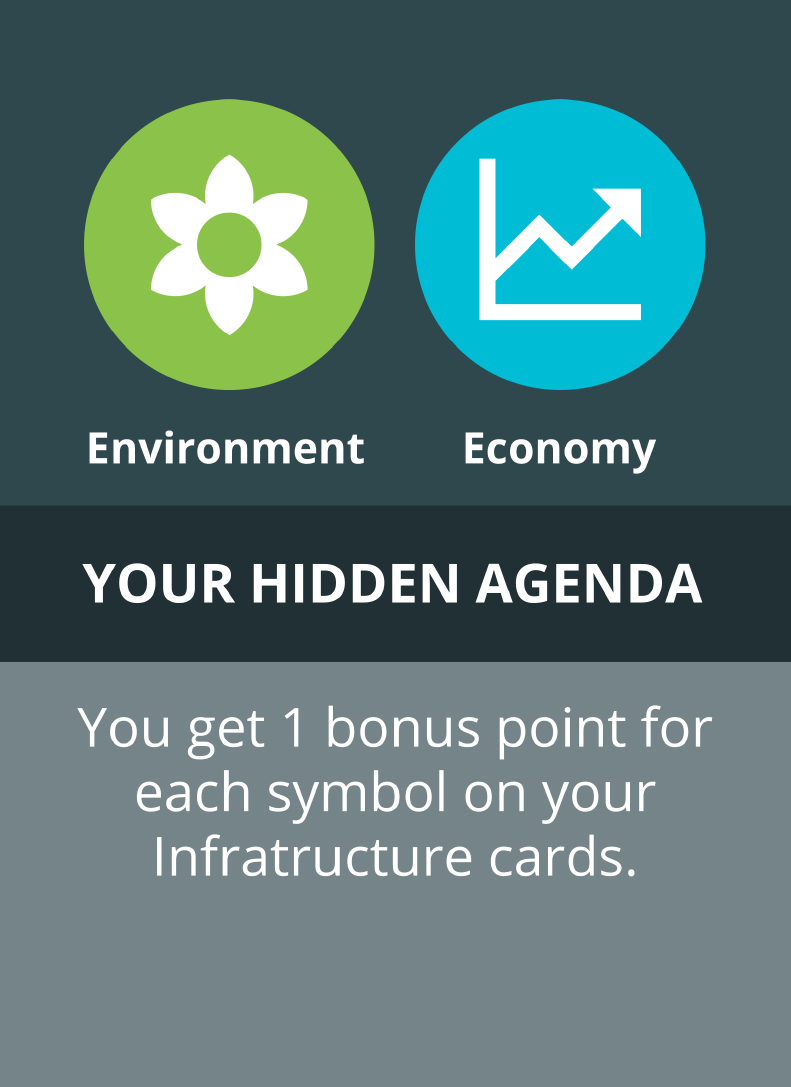 Environment Economy
YOUR HIDDEN AGENDA
You get 1 bonus point for
each symbol on your
Infratructure cards.